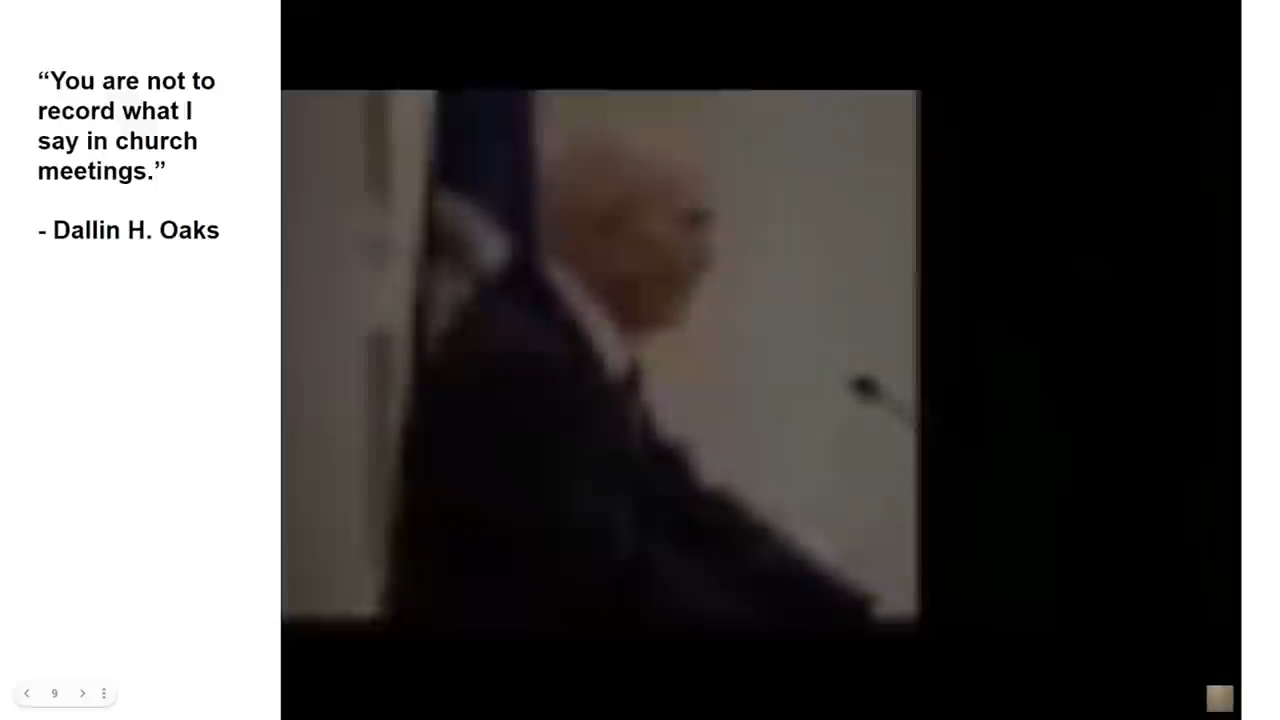 “You are not to
record what I
say in church
meetings.”
- Dallin H. Oaks
9